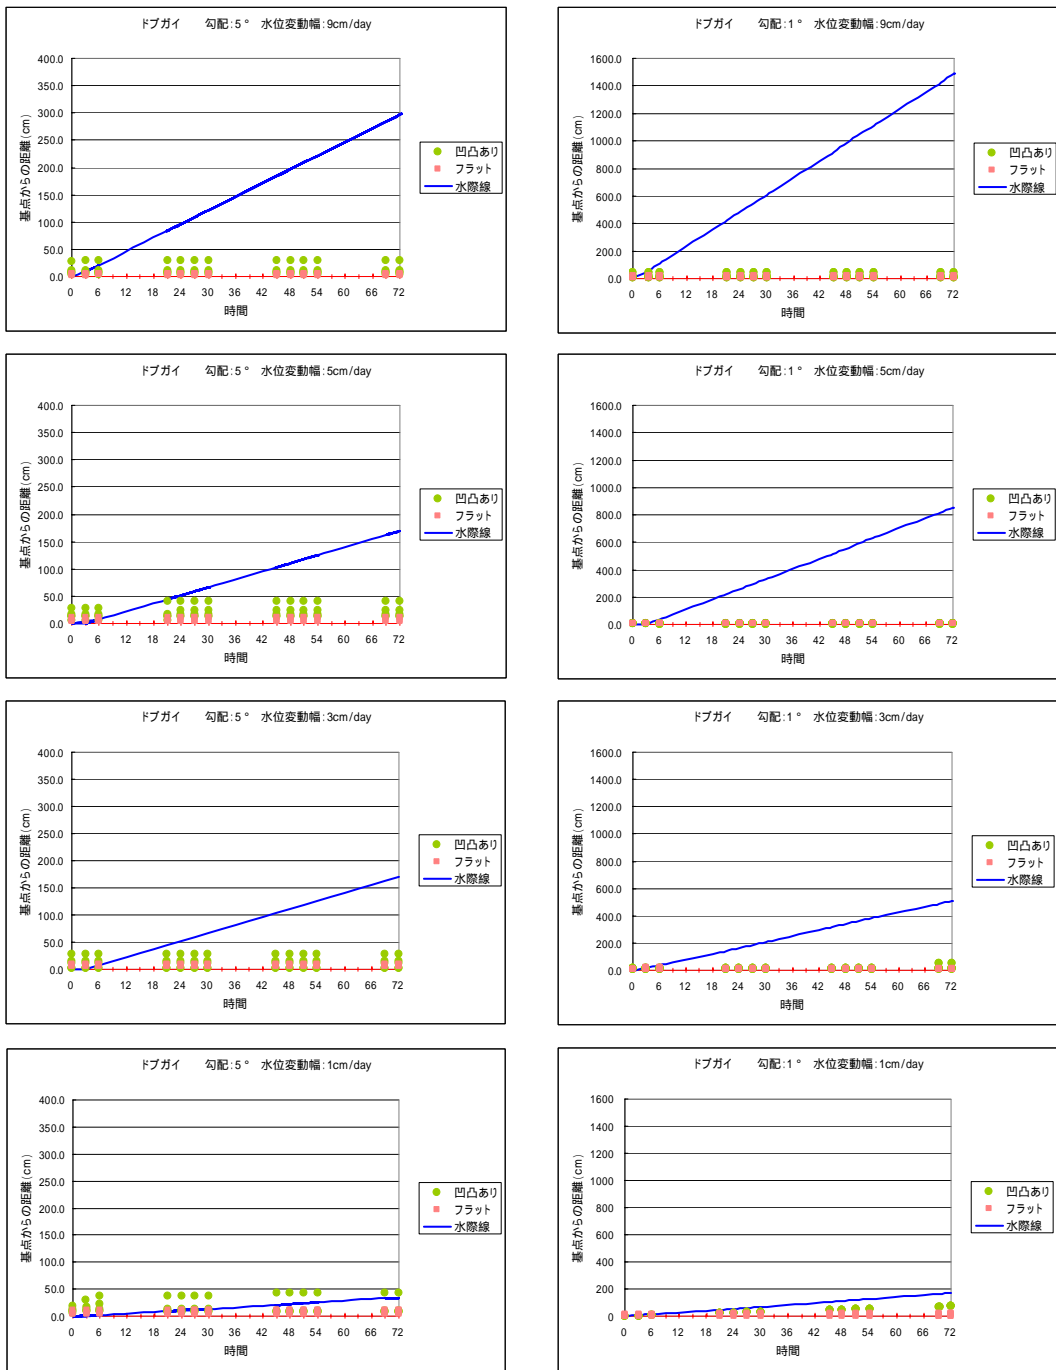 ドブガイ 勾配:5° 水位変動幅:9cm/day
基点からの距離(cm)
400.0
350.0
300.0
250.0
200.0
150.0
100.0
50.0
0.0
0 6 12 18 24 30 36 42 48 54 60 66 72
時間
凹凸あり
フラット
水際線
ドブガイ 勾配:1° 水位変動幅:9cm/day
基点からの距離(cm)
1600.0
1400.0
1200.0
1000.0
800.0
600.0
400.0
200.0
0.0
0 6 12 18 24 30 36 42 48 54 60 66 72
時間
凹凸あり
フラット
水際線
ドブガイ 勾配:5° 水位変動幅:5cm/day
基点からの距離(cm)
400.0
350.0
300.0
250.0
200.0
150.0
100.0
50.0
0.0
0 6 12 18 24 30 36 42 48 54 60 66 72
時間
凹凸あり
フラット
水際線
ドブガイ 勾配:1° 水位変動幅:5cm/day
基点からの距離(cm)
1600.0
1400.0
1200.0
1000.0
800.0
600.0
400.0
200.0
0.0
0 6 12 18 24 30 36 42 48 54 60 66 72
時間
凹凸あり
フラット
水際線
ドブガイ 勾配:5° 水位変動幅:3cm/day
基点からの距離(cm)
400.0
350.0
300.0
250.0
200.0
150.0
100.0
50.0
0.0
0 6 12 18 24 30 36 42 48 54 60 66 72
時間
凹凸あり
フラット
水際線
ドブガイ 勾配:1° 水位変動幅:3cm/day
基点からの距離(cm)
1600.0
1400.0
1200.0
1000.0
800.0
600.0
400.0
200.0
0.0
0 6 12 18 24 30 36 42 48 54 60 66 72
時間
凹凸あり
フラット
水際線
ドブガイ 勾配:5° 水位変動幅:1cm/day
基点からの距離(cm)
400.0
350.0
300.0
250.0
200.0
150.0
100.0
50.0
0.0
0 6 12 18 24 30 36 42 48 54 60 66 72
時間
凹凸あり
フラット
水際線
ドブガイ 勾配:1° 水位変動幅:1cm/day
基点からの距離(cm)
1600
1400
1200
1000
800
600
400
200
0
0 6 12 18 24 30 36 42 48 54 60 66 72
時間
凹凸あり
フラット
水際線